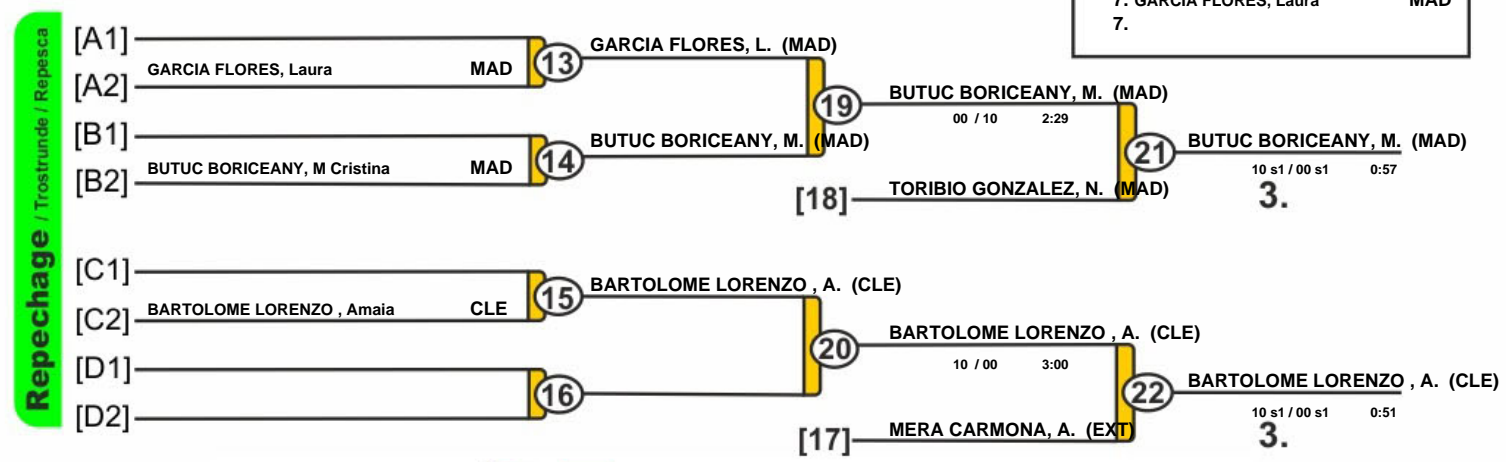 7. GARCIA FLORES, Laura MAD
7.
Repechage / Trostrunde / Repesca
[A1]
GARCIA FLORES, Laura MAD
[A2]
13
GARCIA FLORES, L. (MAD)
[B1]
BUTUC BORICEANY, M Cristina MAD
[B2]
14
BUTUC BORICEANY, M. (MAD)
19
BUTUC BORICEANY, M. (MAD)
00 / 10 2:29
[18]
TORIBIO GONZALEZ, N. (MAD)
21
BUTUC BORICEANY, M. (MAD)
10 s1 / 00 s1 0:57
3.
[C1]
BARTOLOME LORENZO , Amaia CLE
[C2]
15
BARTOLOME LORENZO , A. (CLE)
[D1]
[D2]
16
20
BARTOLOME LORENZO , A. (CLE)
10 / 00 3:00
[17]
MERA CARMONA, A. (EXT)
22
BARTOLOME LORENZO , A. (CLE)
10 s1 / 00 s1 0:51
3.